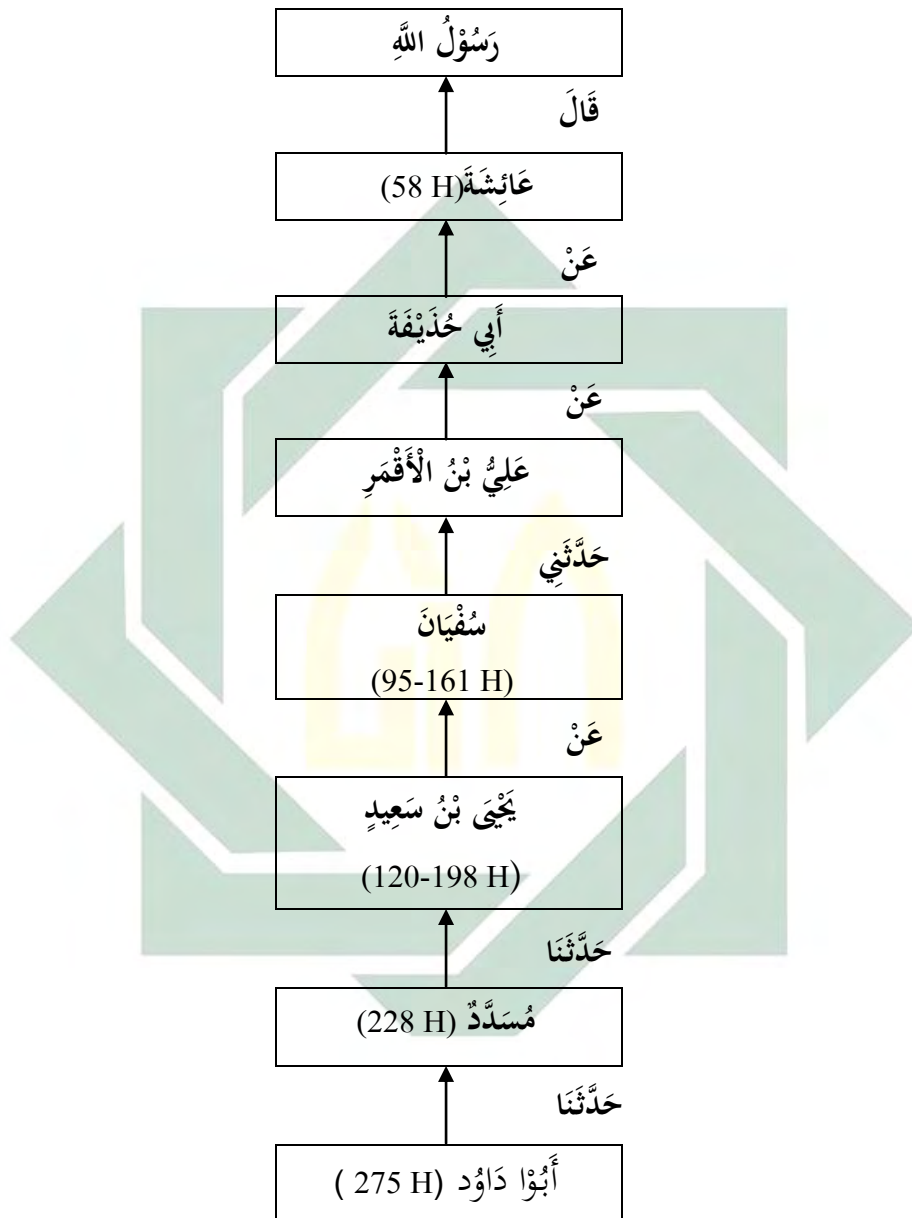 رَسُوْلُ اللَّهِ
قَالَ
عَائِشَةَ(58 H)
عَنْ
أَبِي حُذَيْفَةَ
عَنْ
عَلِيُّ بْنُ الْأَقْمَرِ
حَدَّثَنِي
سُفْيَانَ
(95-161 H)
عَنْ
يَحْيَى بْنُ سَعِيدٍ
(120-198 H)
حَدَّثَنَا
مُسَدَّدٌ (228 H)
حَدَّثَنَا
أَبُوْا دَاوُد (275 H )